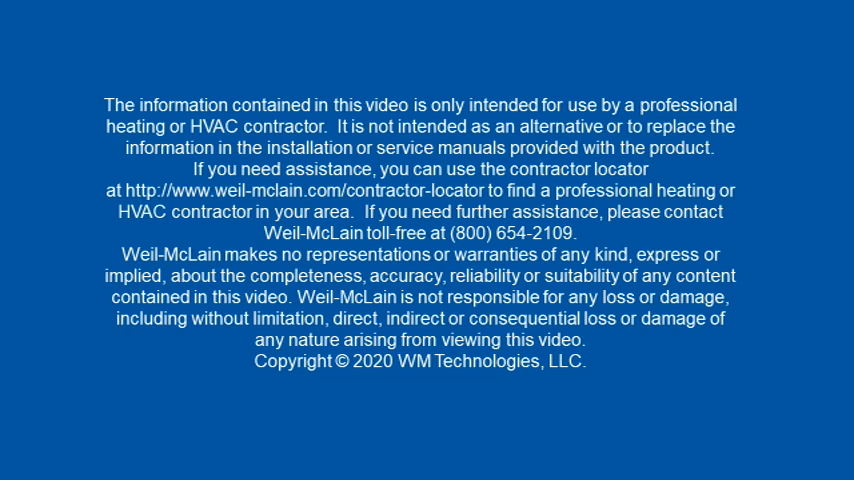 The information contained in this video is only intended for use by a professional
heating or HVAC contractor.  It is not intended as an alternative or to replace the
information in the installation or service manuals provided with the product.
If you need assistance, you can use the contractor locator
at http://www.weil-mclain.com/contractor-locator to find a professional heating or
HVAC contractor in your area.  If you need further assistance, please contact
Weil-McLain toll-free at (800) 654-2109.
Weil-McLain makes no representations or warranties of any kind, express or
implied, about the completeness, accuracy, reliability or suitability of any content
contained in this video. Weil-McLain is not responsible for any loss or damage,
including without limitation, direct, indirect or consequential loss or damage of
any nature arising from viewing this video.
Copyright © 2020 WM Technologies, LLC.